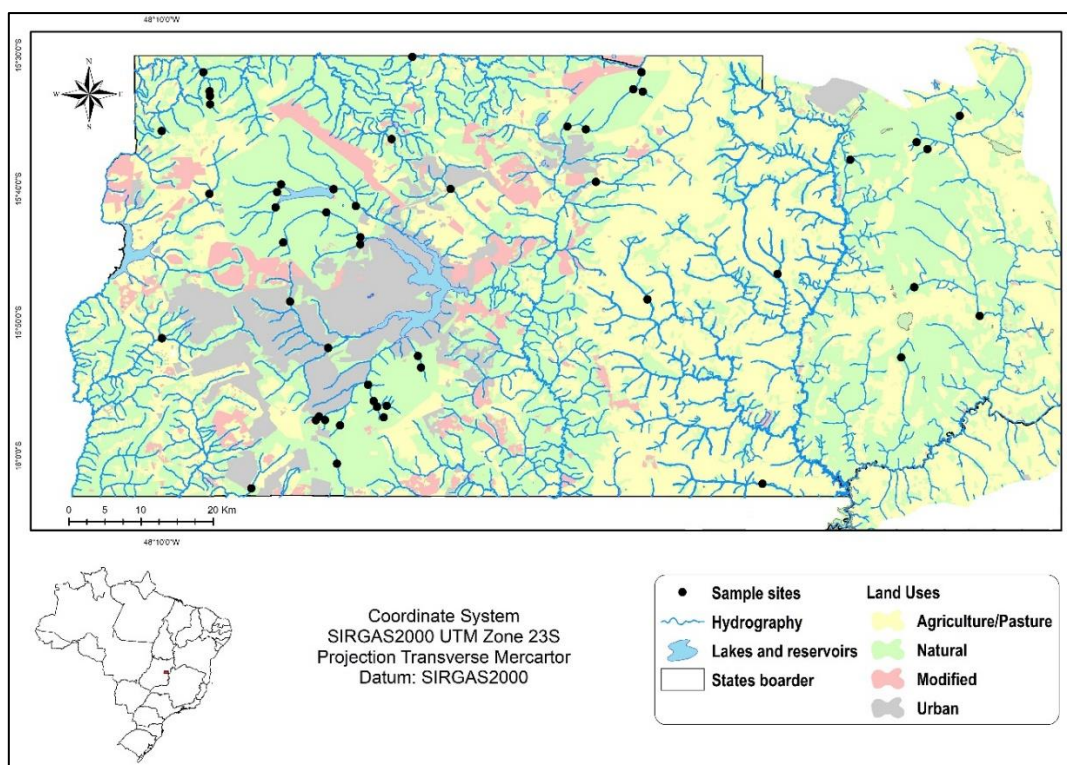 48°10'0"W
15°30'0"S
N
W
E
S
15°40'0"S
15°50'0"S
16°0'0"S
0 5 10 20 Km
48°10'0"W
Coordinate System
SIRGAS2000 UTM Zone 23S
Projection Transverse Mercartor
Datum: SIRGAS2000
Sample sites
Hydrography
Lakes and reservoirs
States boarder
Land Uses
Agriculture/Pasture
Natural
Modified
Urban